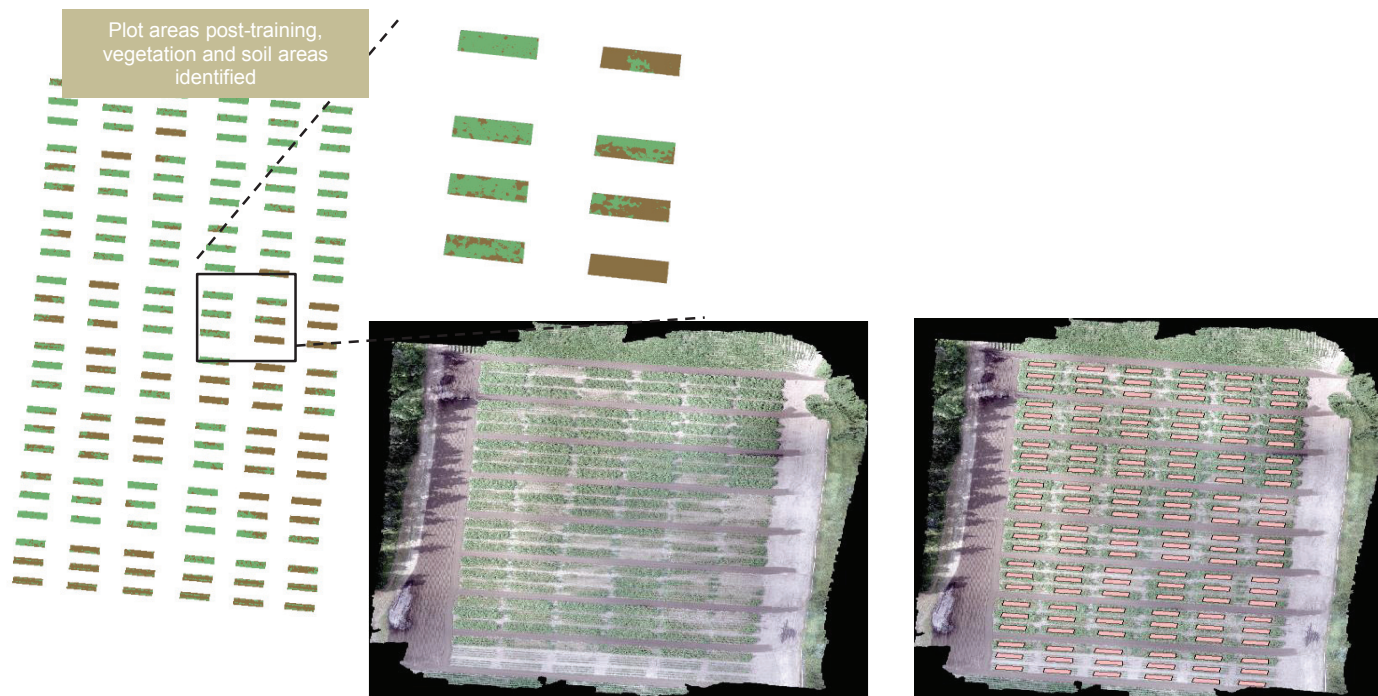 Plot areas post-training,
vegetation and soil areas
identified